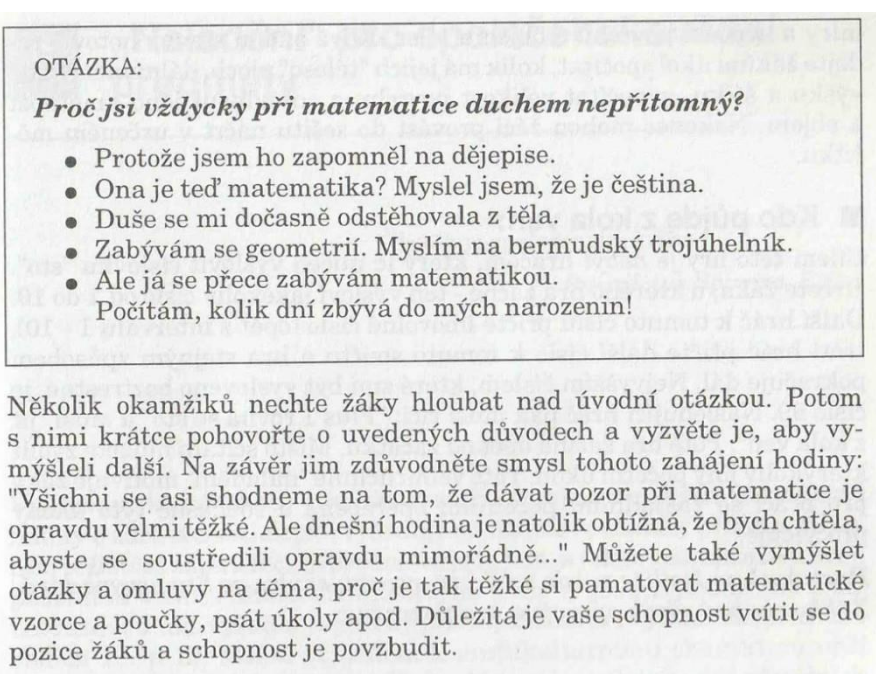 OTÁZKA:
Proč jsi vždycky při matematice duchem nepřítomný?
• Protože jsem ho zapomněl na dějepise.
• Ona je teď matematika? Myslel jsem, že je čeština.
• Duše se mi dočasně odstěhovala z těla.
• Zabývám se geometrií. Myslím na bermudský trojúhelník.
• Ale já se přece zabývám matematikou -
Počítám, kolik dní zbývá do mých narozenin!
Několik okamžiků nechte žáky hloubat nad úvodní otázkou. Potom
s nimi krátce pohovořte o uvedených důvodech a vyzvěte je, aby vy-
mýšleli další. Na závěr jim zdůvodněte smysl tohoto zahájení hodiny:
"Všichni se asi shodneme na tom, že dávat pozor při matematice je
opravdu velmi těžké. Ale dnešní hodina je natolik obtížná, že bych chtěla,
abyste se soustředili opravdu mimořádně..." Můžete také vymýšlet
otázky a omluvy na téma, proč je tak těžké si pamatovat matematické
vzorce a poučky, psát úkoly apod. Důležitá je vaše schopnost vcítit se do
pozice žáků a schopnost je povzbudit.